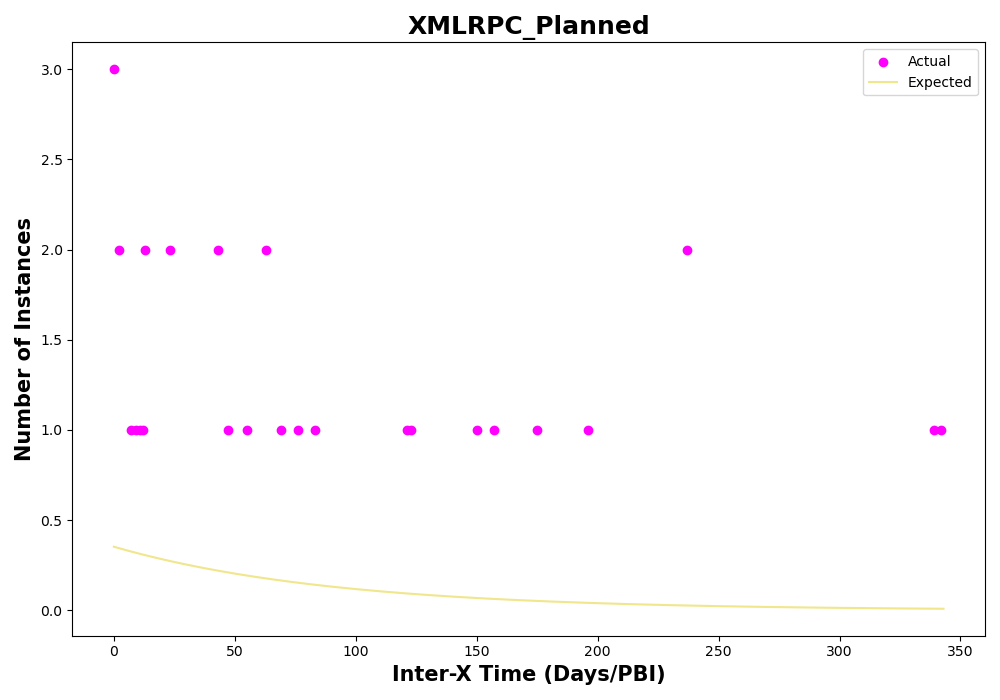 XMLRPC_Planned
Actual
Expected
Number of Instances
3.0
2.5
2.0
1.5
1.0
0.5
0.0
0 50 100 150 200 250 300 350
Inter-X Time (Days/PBI)